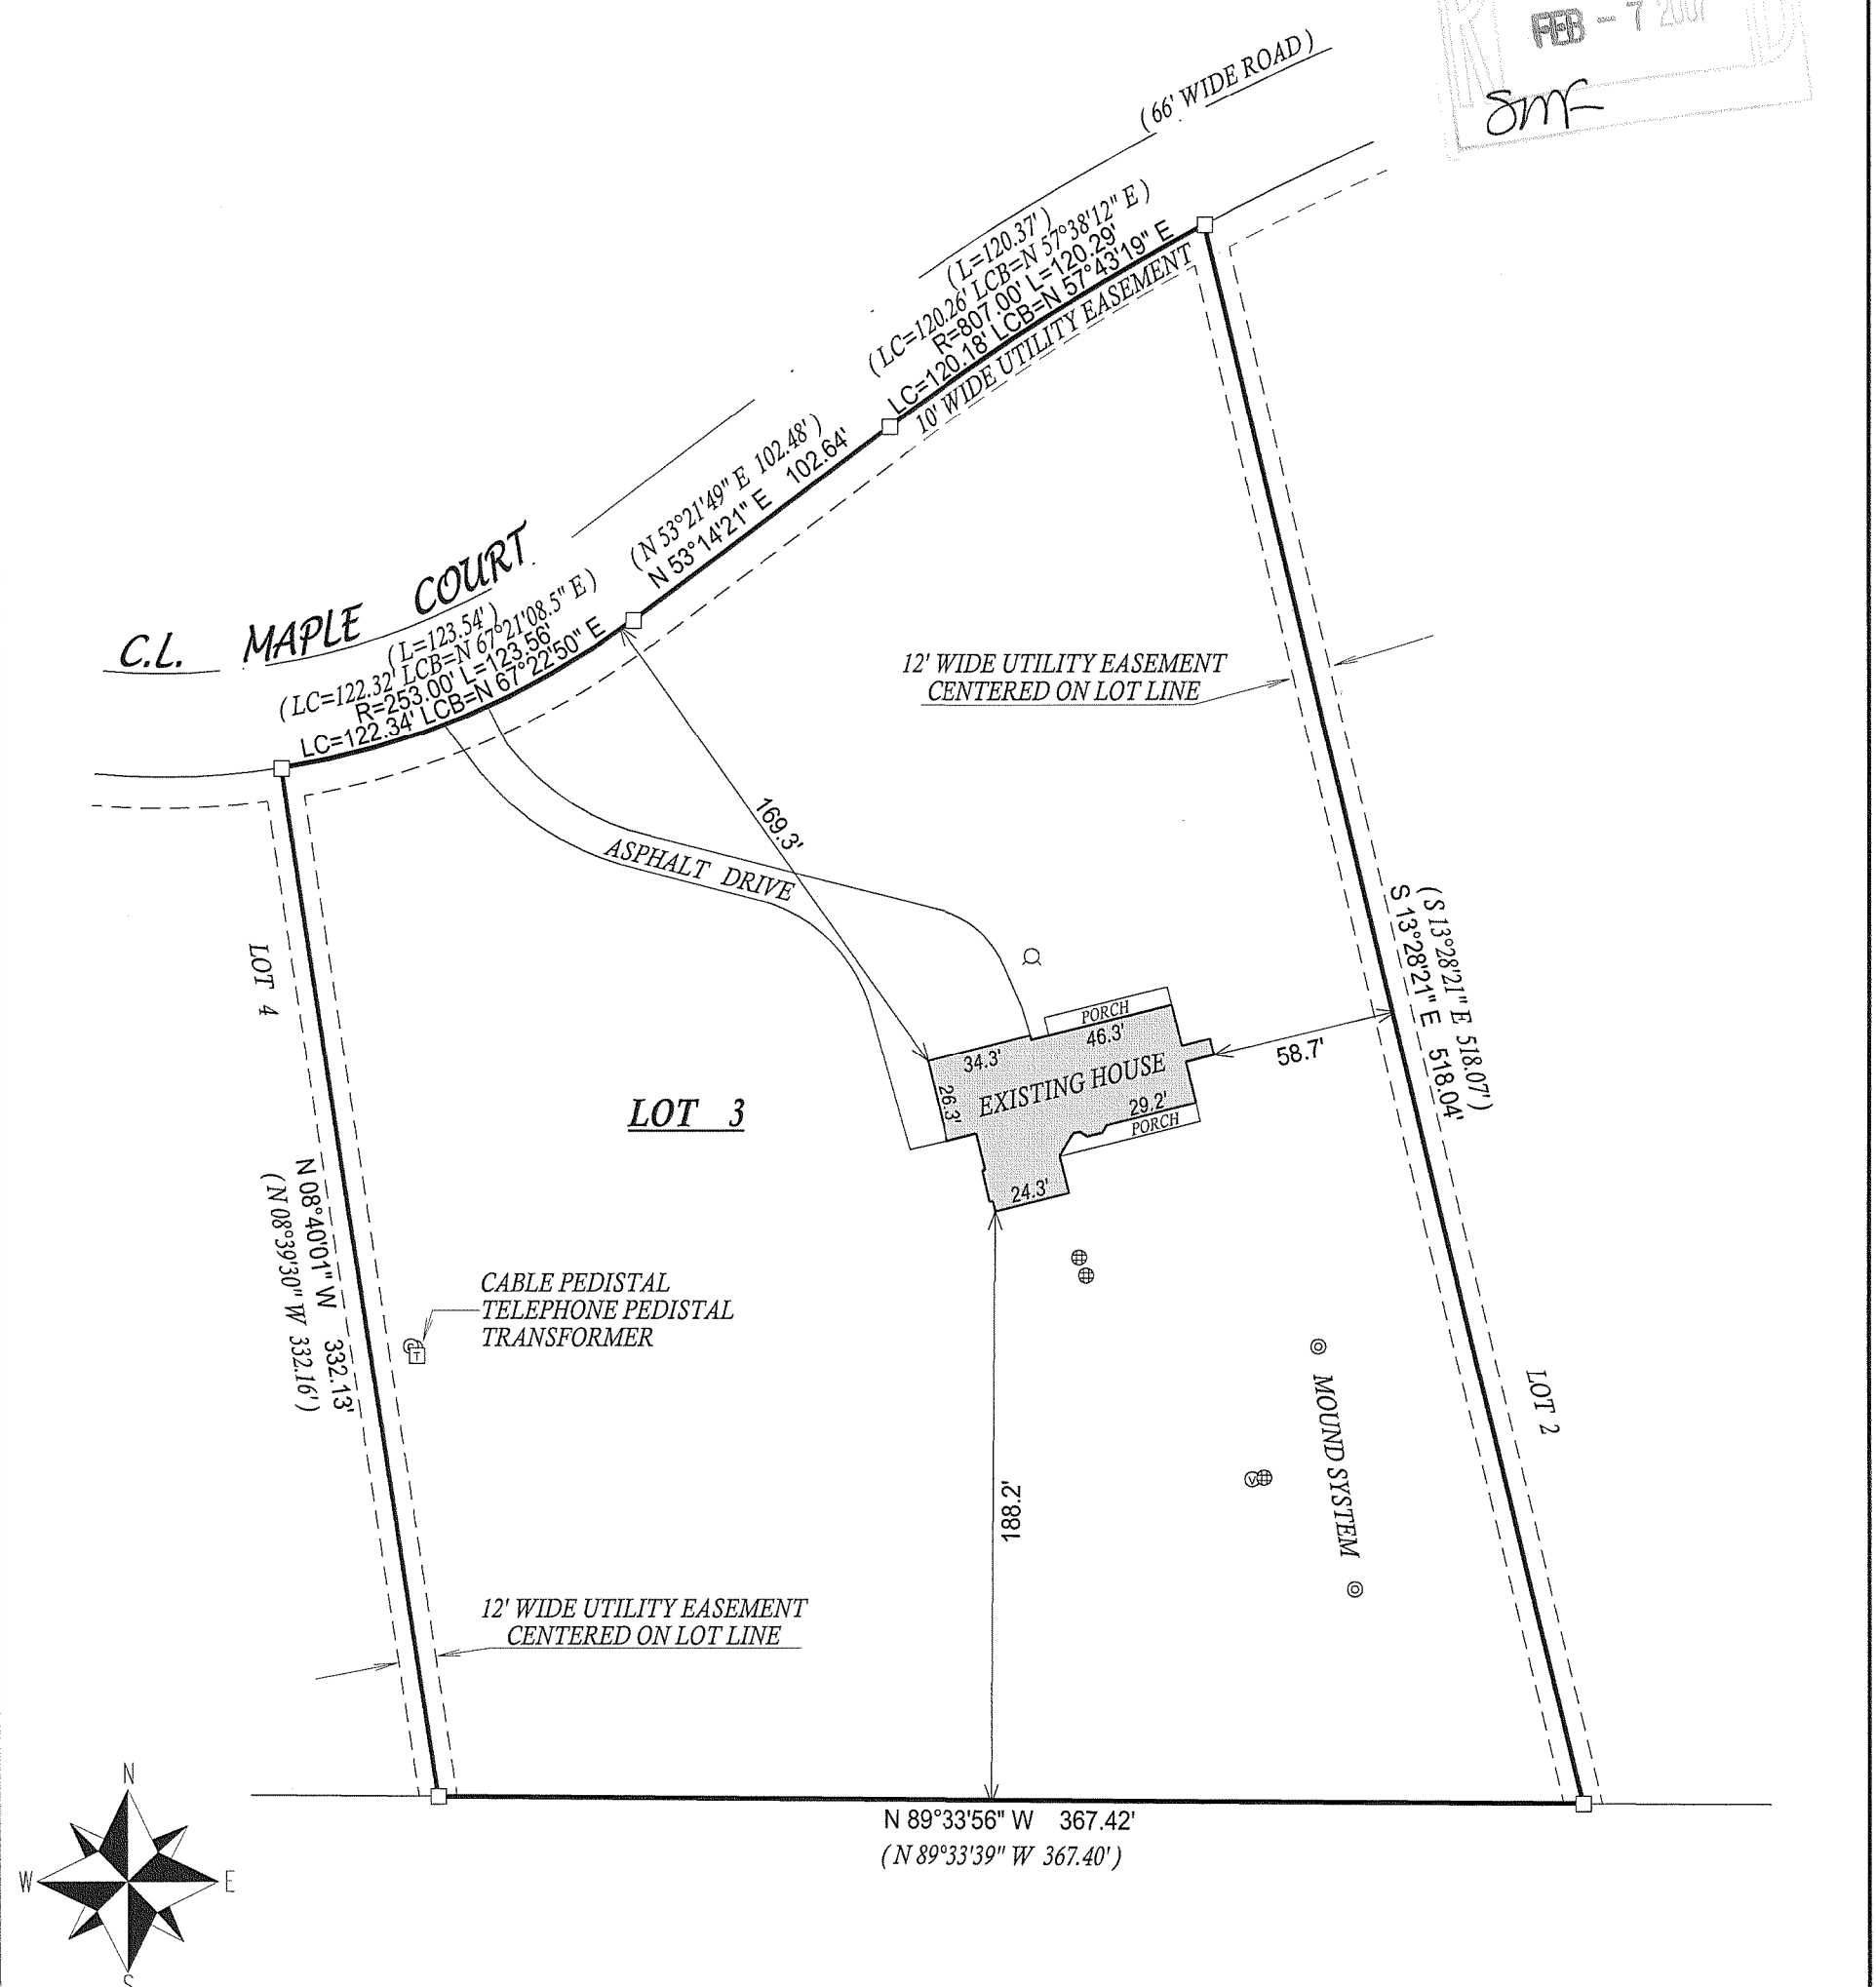 FEB - 7 2007
SMF
( 66' WIDE ROAD )
( L=120.37' )
( LC=120.26' LCB=N 57°38'12" E )
R=807.00' L=120.29'
LC=120.18' LCB=N 57°43'19" E
10' WIDE UTILITY EASEMENT
( N 53°21'49" E 102.48' )
N 53°14'21" E 102.64'
C.L. MAPLE COURT
( L=123.54' )
( LC=122.32' LCB=N 67°21'08.5" E )
R=253.00' L=123.56'
LC=122.34' LCB=N 67°22'50" E
12' WIDE UTILITY EASEMENT
CENTERED ON LOT LINE
169.3'
ASPHALT DRIVE
( S 13°28'21" E 518.07' )
S 13°28'21" E 518.04'
LOT 4
PORCH
34.3'
46.3'
58.7'
26.3'
EXISTING HOUSE
29.2'
PORCH
24.3'
LOT 3
N 08°40'01" W 332.13'
( N 08°39'30" W 332.16' )
CABLE PEDISTAL
TELEPHONE PEDISTAL
TRANSFORMER
T
LOT 2
MOUND SYSTEM
V
188.2'
12' WIDE UTILITY EASEMENT
CENTERED ON LOT LINE
N 89°33'56" W 367.42'
( N 89°33'39" W 367.40' )
N
W
E
S